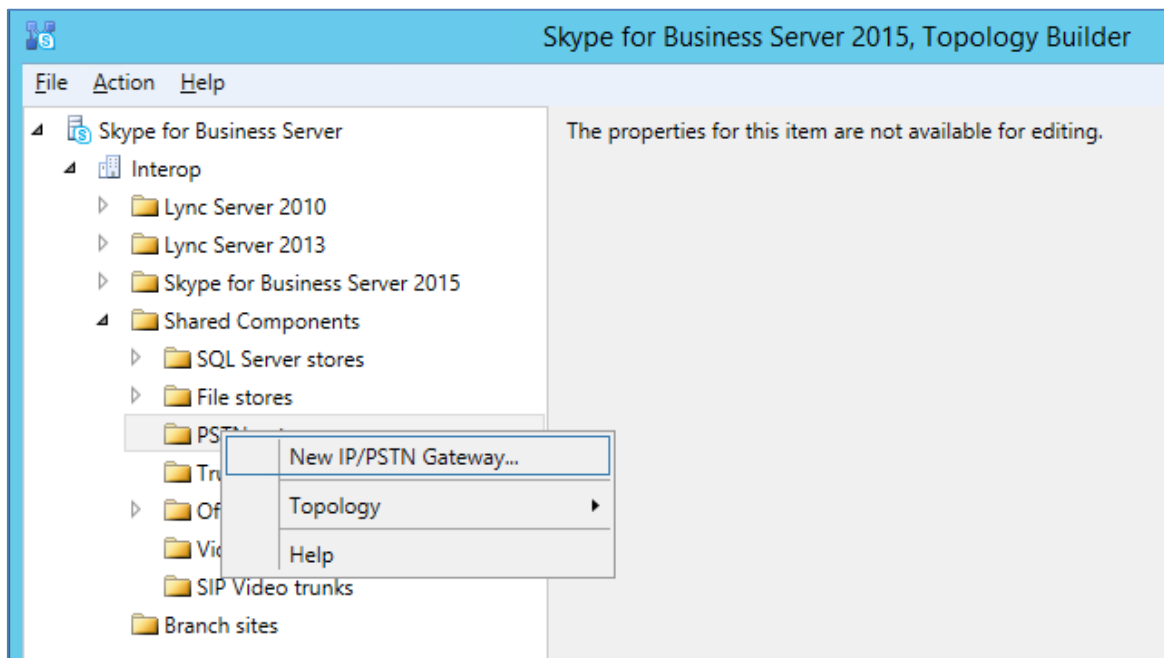 Skype for Business Server 2015, Topology Builder
File Action Help
Skype for Business Server
The properties for this item are not available for editing.
Interop
Lync Server 2010
Lync Server 2013
Skype for Business Server 2015
Shared Components
SQL Server stores
File stores
New IP/PSTN Gateway...
Topology
Help
SIP Video trunks
Branch sites